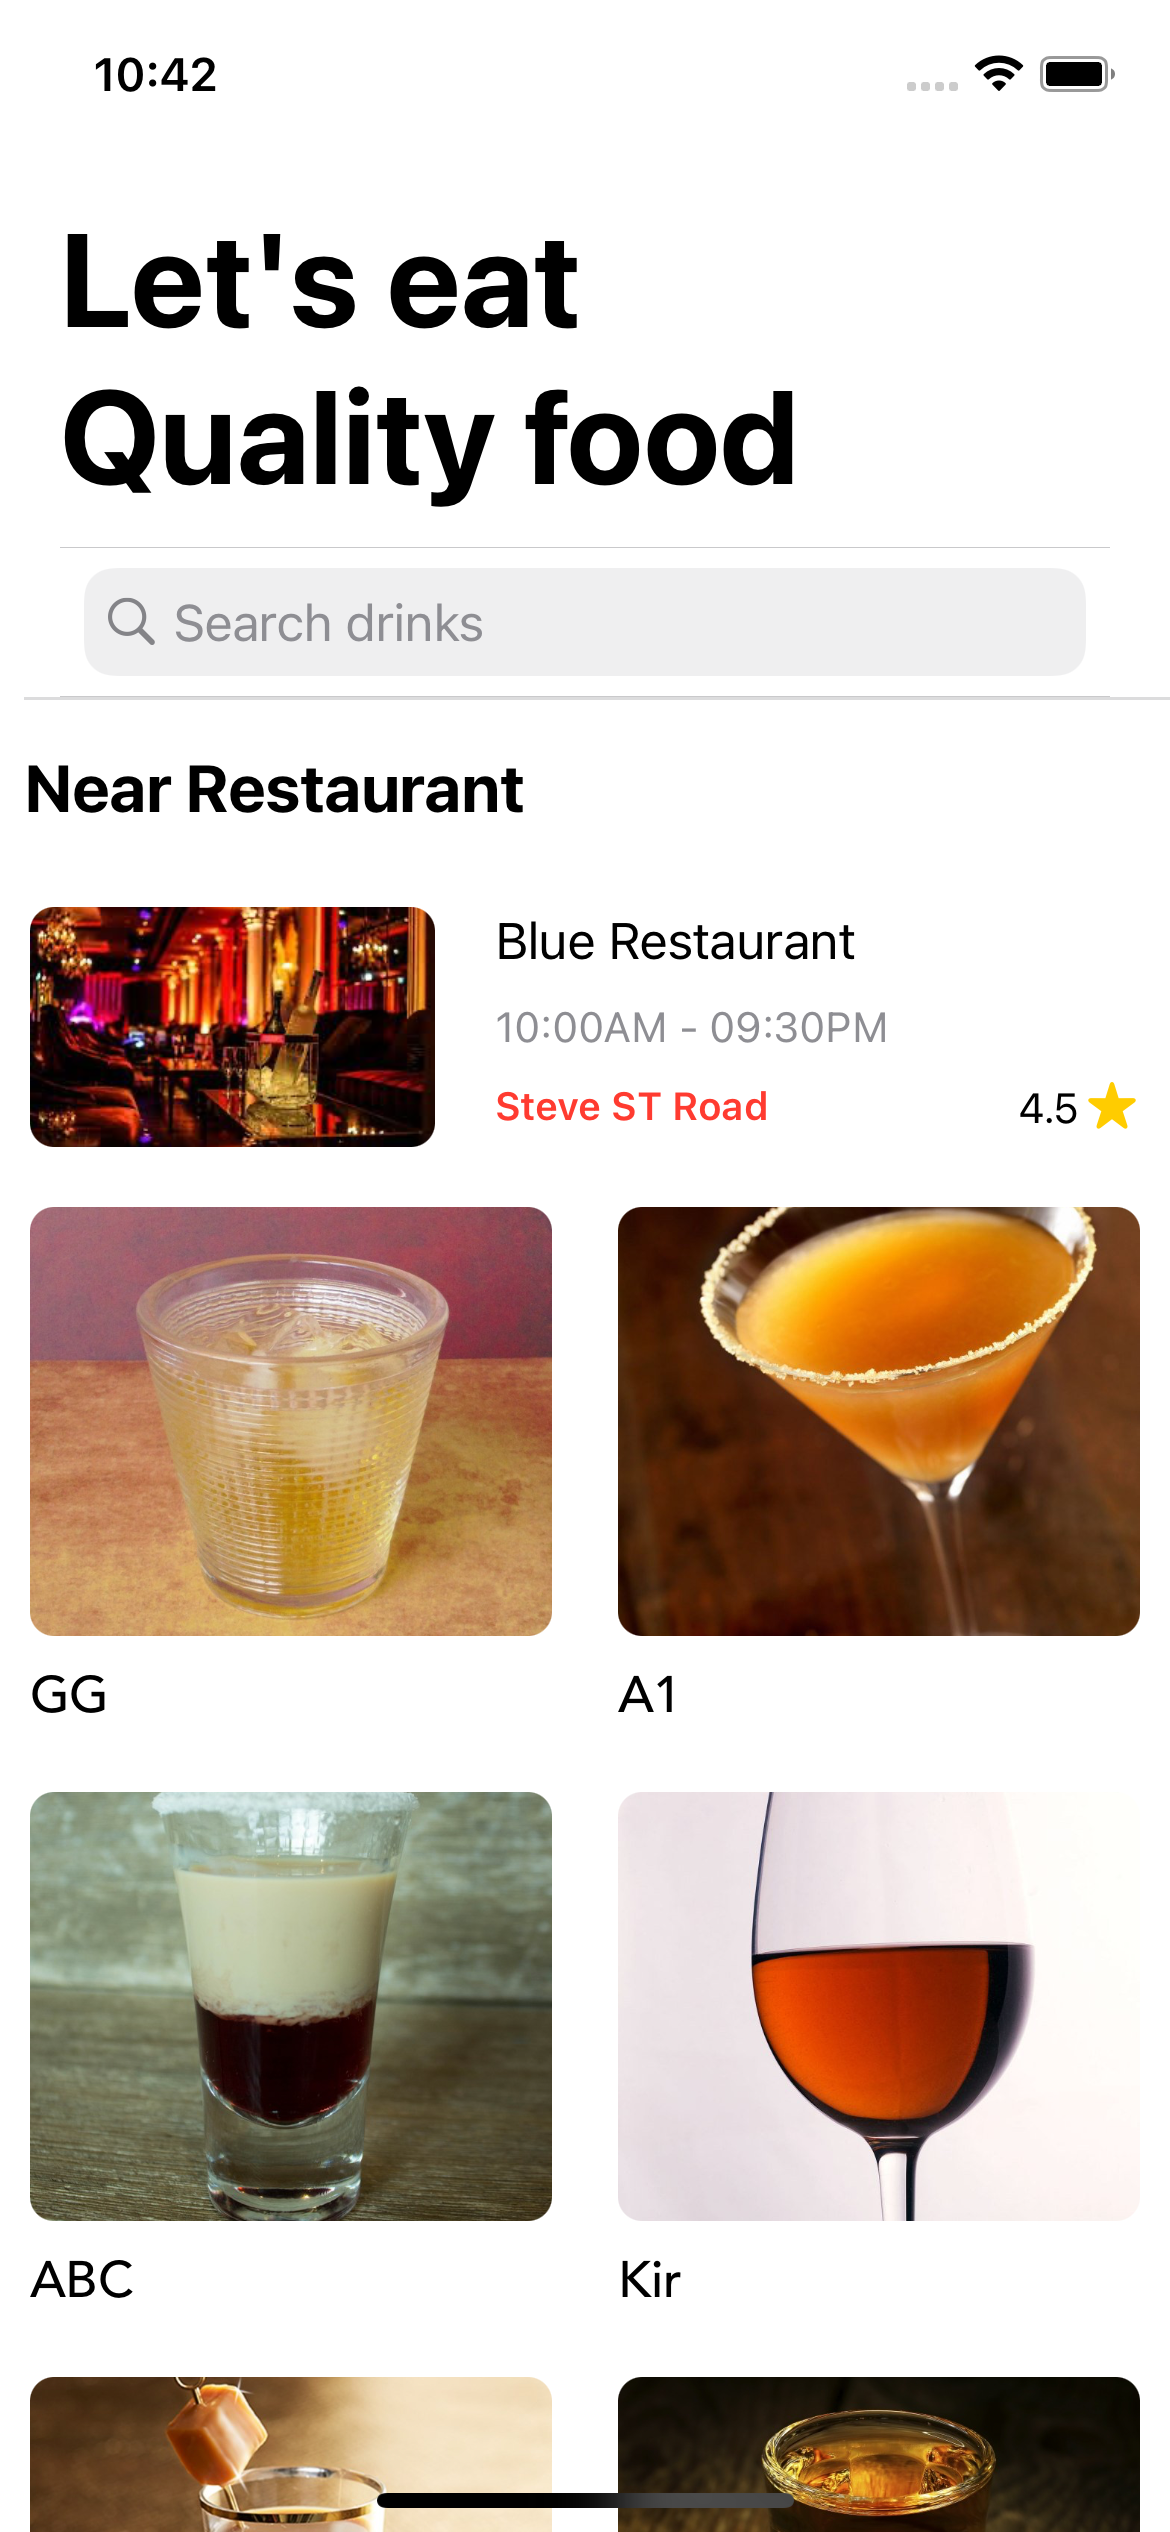 10:42
Let's eat
Quality food
Search drinks
Near Restaurant
Blue Restaurant
10:00AM - 09:30PM
Steve ST Road
4.5
GG
A1
ABC
Kir